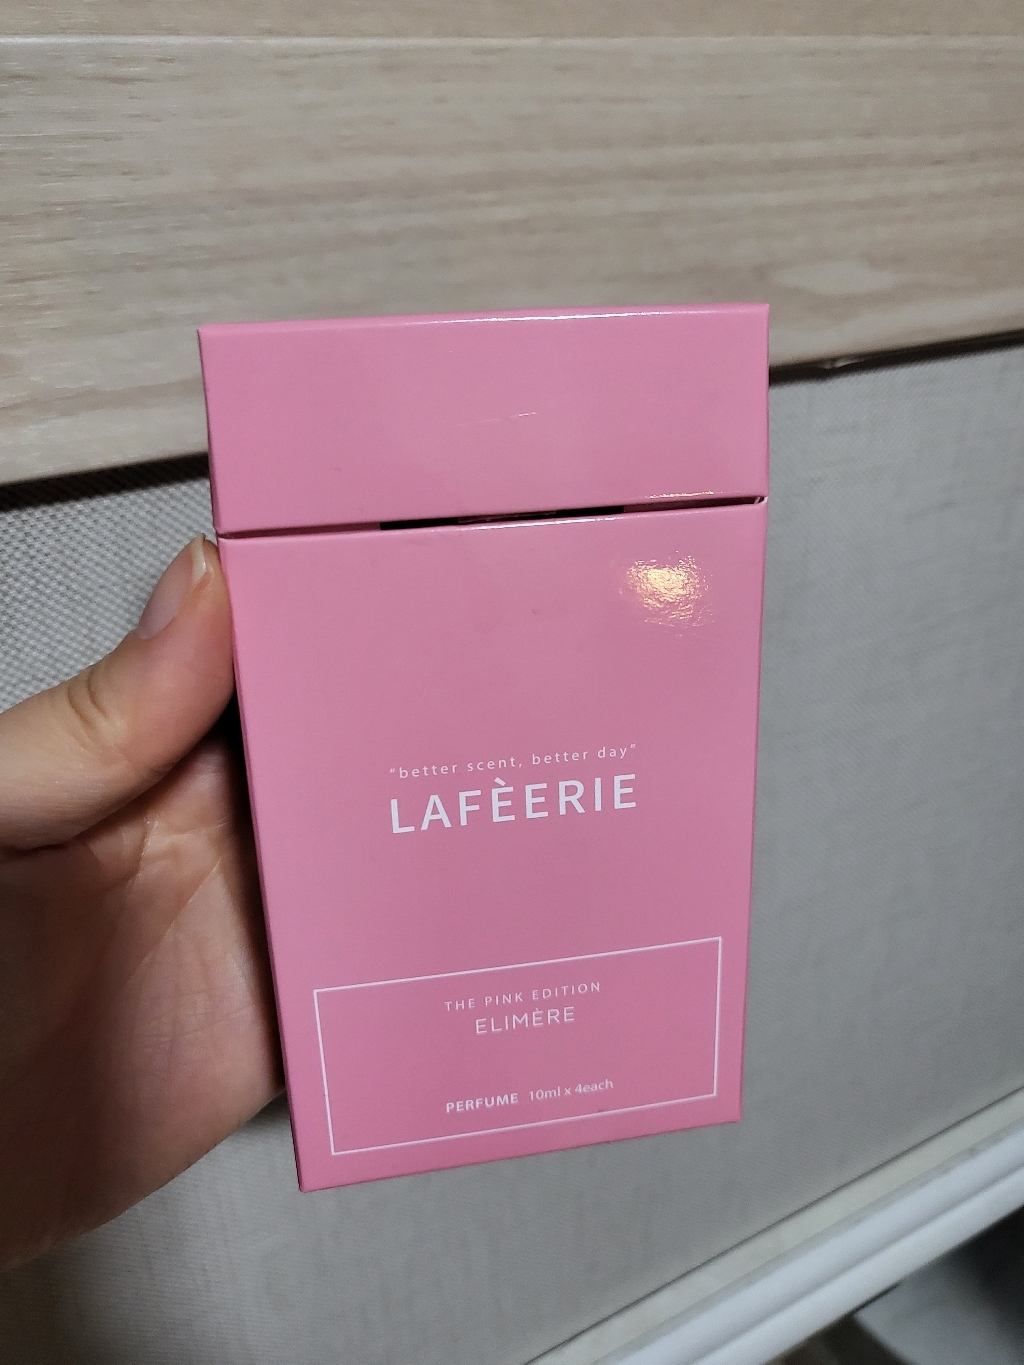 "better scent, better day"
LAFÈERIE
THE PINK EDITION
ELIMÈRE
PERFUME 10ml x 4each